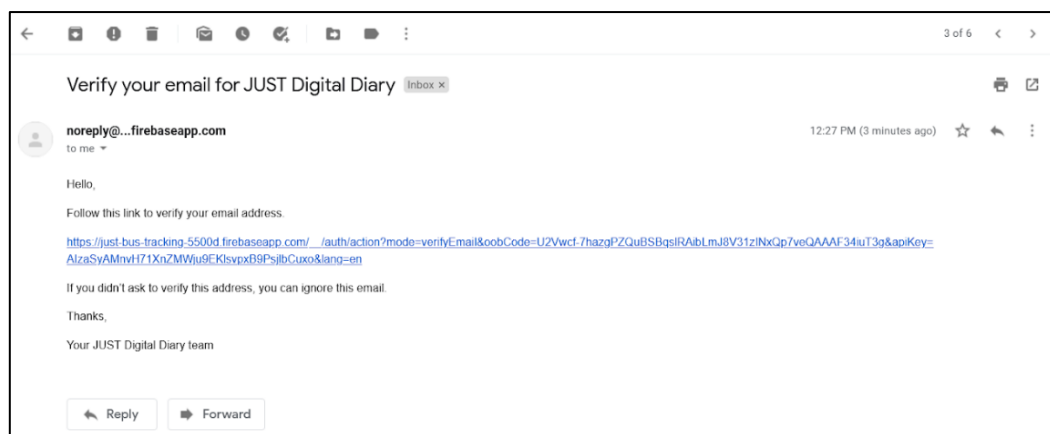 3 of 6
Verify your email for JUST Digital Diary Inbox ×
noreply@...firebaseapp.com 12:27 PM (3 minutes ago)
to me
Hello,
Follow this link to verify your email address.
https://just-bus-tracking-5500d.firebaseapp.com/__/auth/action?mode=verifyEmail&oobCode=U2Vwcf-7hazgPZQuBSBqsIRAibLmJ8V31zINxQp7veQAAAF34iuT3g&apiKey=
AIzaSyAMnvH71XnZMWju9EKIsvpxB9PsjIbCuxo&lang=en
If you didn't ask to verify this address, you can ignore this email.
Thanks,
Your JUST Digital Diary team
Reply Forward